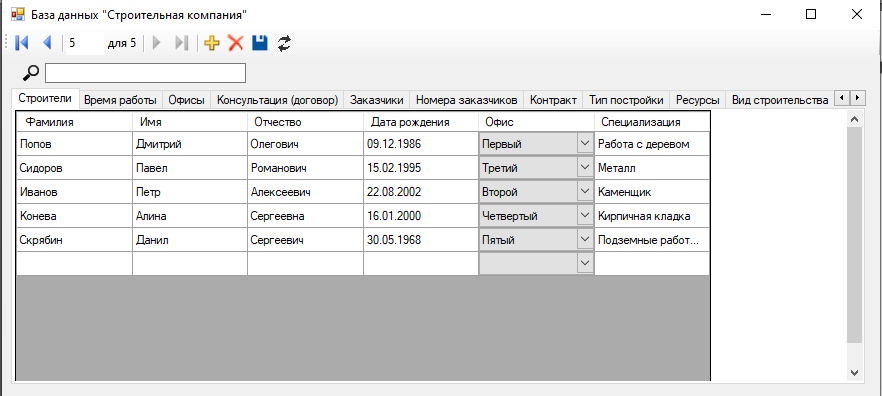 База данных "Строительная компания"
5 для 5
Строители Время работы Офисы Консультация (договор) Заказчики Номера заказчиков Контракт Тип постройки Ресурсы Вид строительства
Фамилия Имя Отчество Дата рождения Офис Специализация
Попов Дмитрий Олегович 09.12.1986 Первый Работа с деревом
Сидоров Павел Романович 15.02.1995 Третий Металл
Иванов Петр Алексеевич 22.08.2002 Второй Каменщик
Конева Алина Сергеевна 16.01.2000 Четвертый Кирпичная кладка
Скрябин Данил Сергеевич 30.05.1968 Пятый Подземные работ...